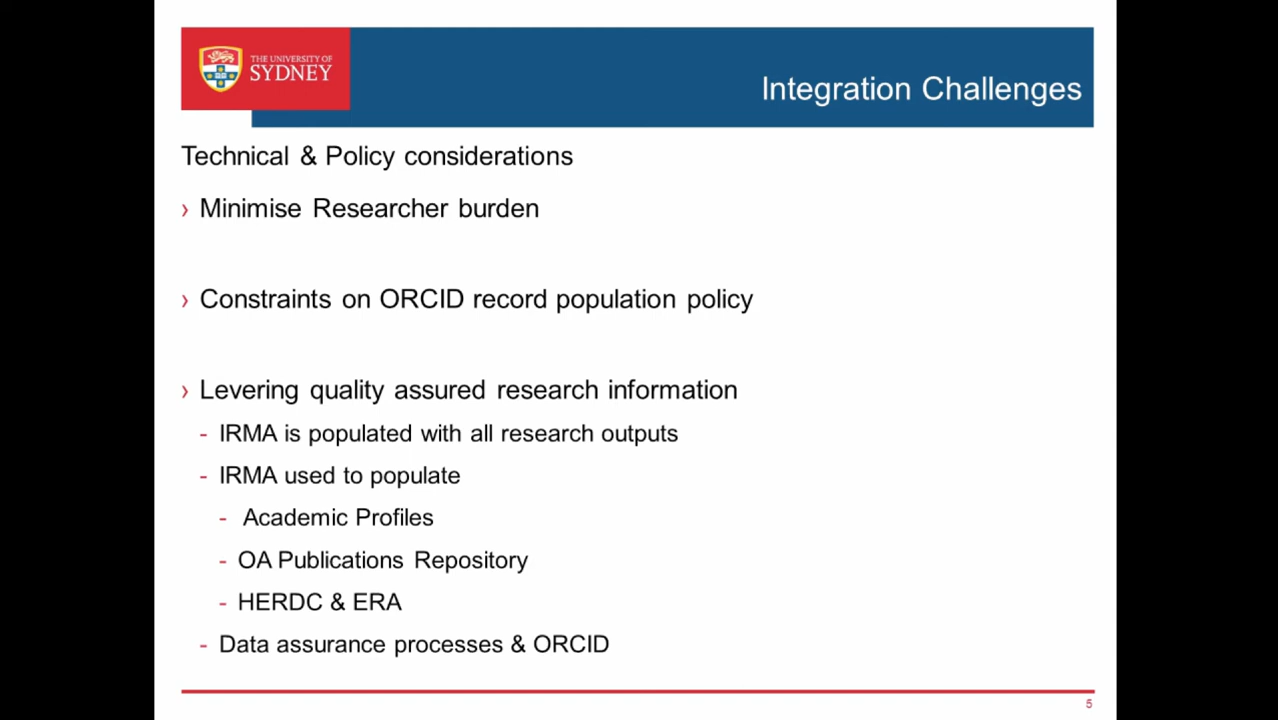 THE UNIVERSITY OF
SYDNEY
Integration Challenges
Technical & Policy considerations
› Minimise Researcher burden
› Constraints on ORCID record population policy
› Levering quality assured research information
- IRMA is populated with all research outputs
- IRMA used to populate
- Academic Profiles
- OA Publications Repository
- HERDC & ERA
- Data assurance processes & ORCID
5